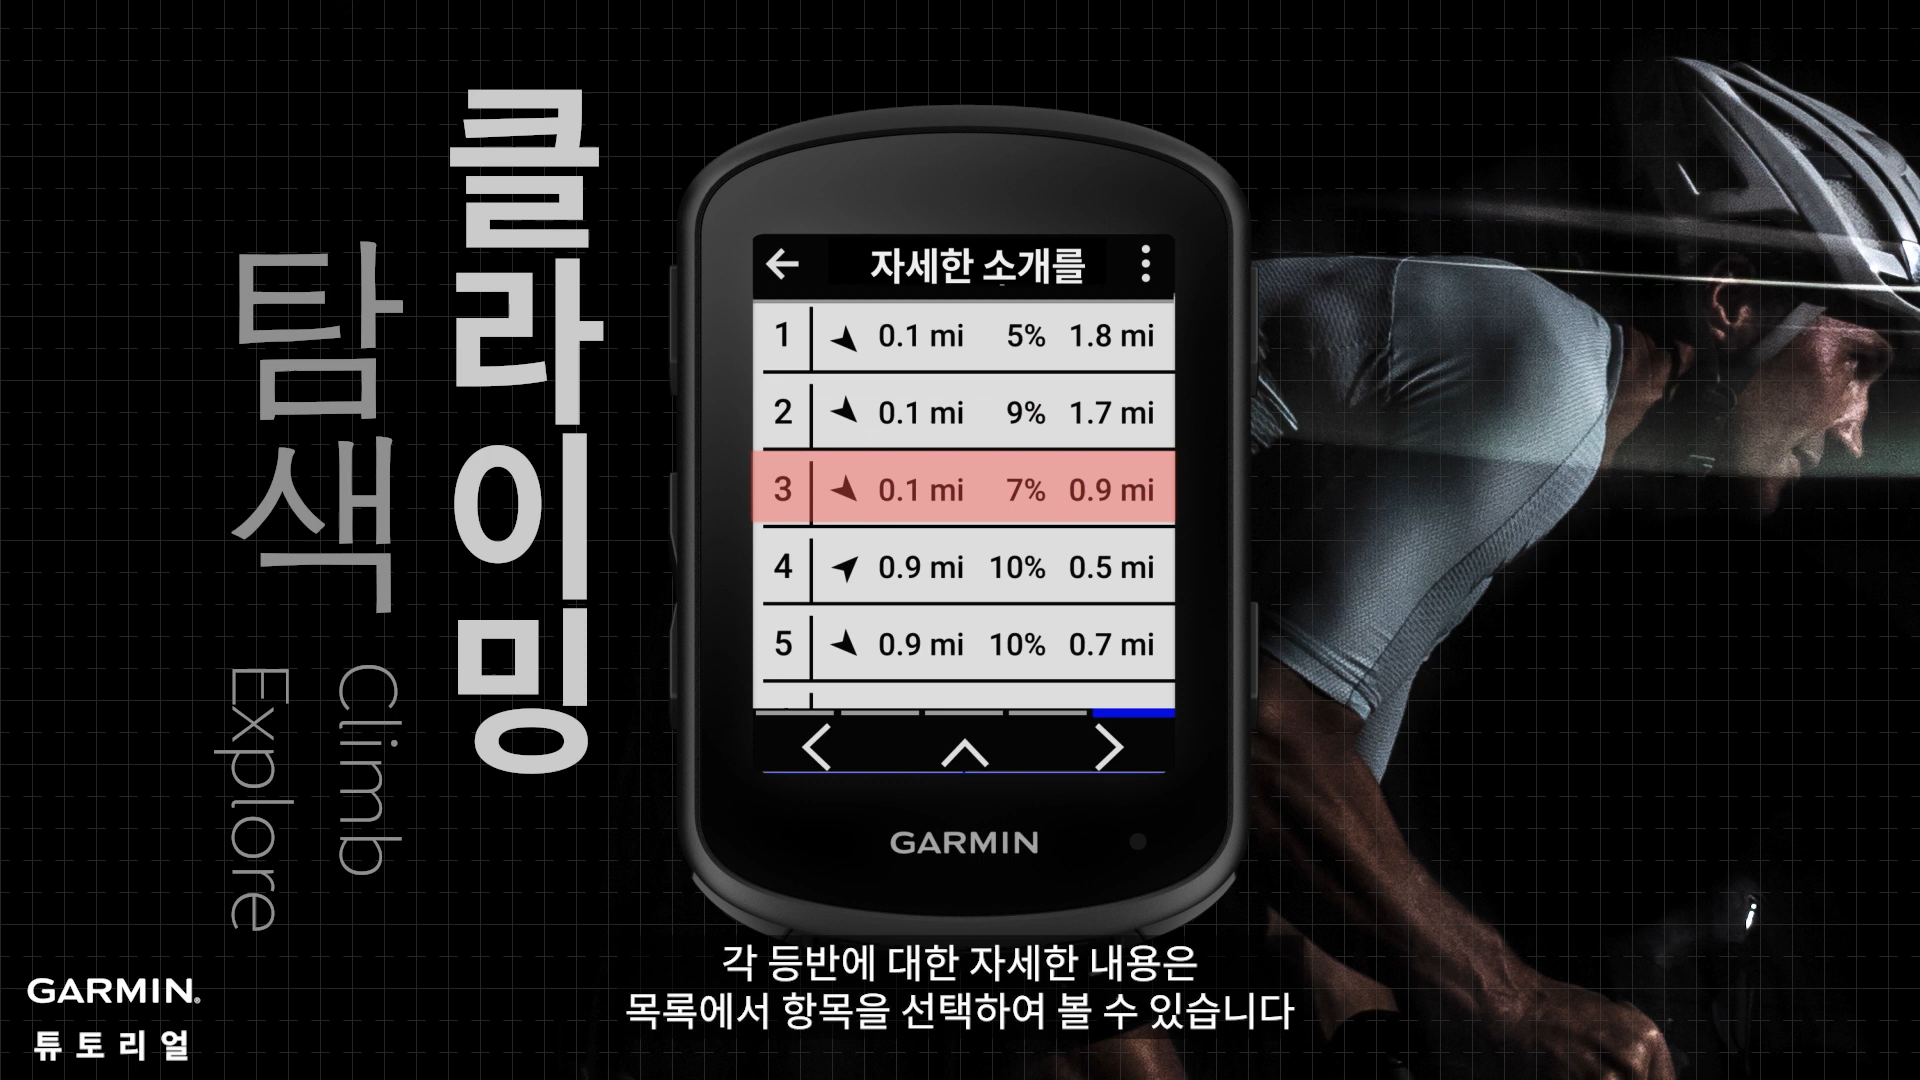 클라이밍
탐색
Climb
Explore
자세한 소개를
1 0.1 mi 5% 1.8 mi
2 0.1 mi 9% 1.7 mi
3 0.1 mi 7% 0.9 mi
4 0.9 mi 10% 0.5 mi
5 0.9 mi 10% 0.7 mi
GARMIN
각 등반에 대한 자세한 내용은
목록에서 항목을 선택하여 볼 수 있습니다
GARMIN®
튜토리얼